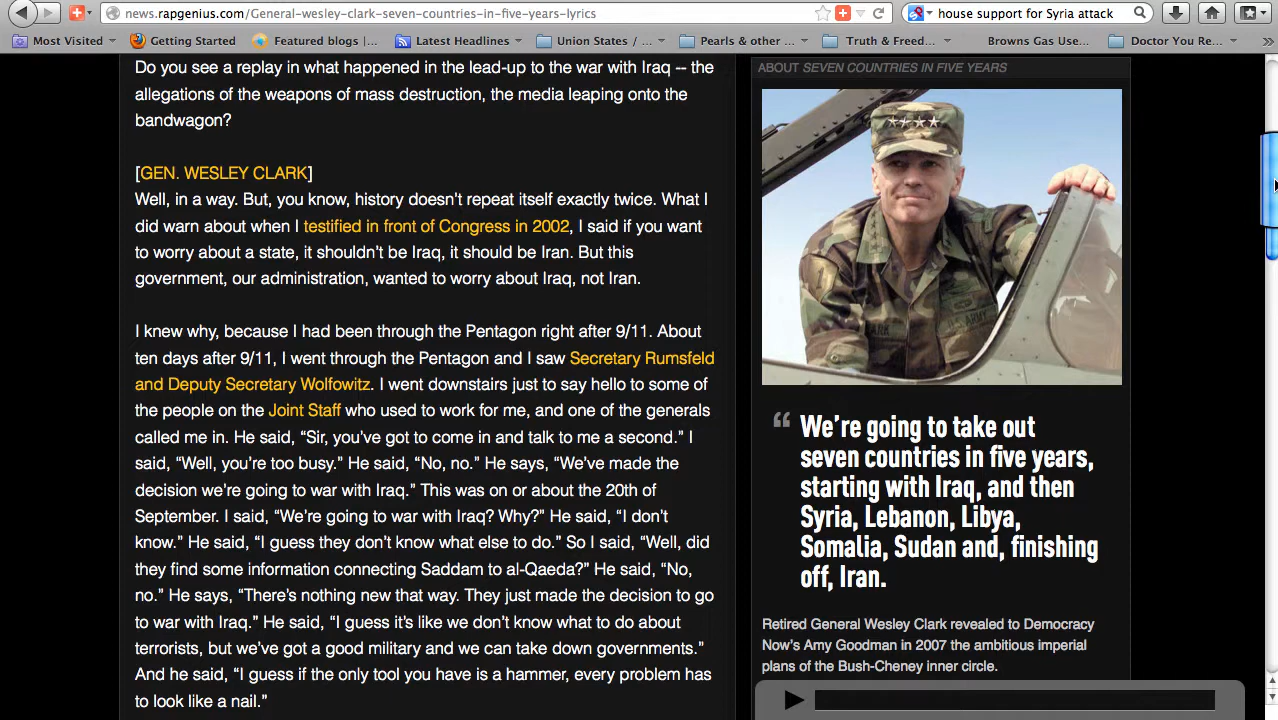 news.rapgenius.com/General-wesley-clark-seven-countries-in-five-years-lyrics
house support for Syria attack
Most Visited
Getting Started
Featured blogs |...
Latest Headlines
Union States / ...
Pearls & other ...
Truth & Freed...
Browns Gas Use...
Doctor You Re...
Do you see a replay in what happened in the lead-up to the war with Iraq -- the
allegations of the weapons of mass destruction, the media leaping onto the
bandwagon?
[GEN. WESLEY CLARK]
Well, in a way. But, you know, history doesn't repeat itself exactly twice. What I
did warn about when I testified in front of Congress in 2002, I said if you want
to worry about a state, it shouldn't be Iraq, it should be Iran. But this
government, our administration, wanted to worry about Iraq, not Iran.
I knew why, because I had been through the Pentagon right after 9/11. About
ten days after 9/11, I went through the Pentagon and I saw Secretary Rumsfeld
and Deputy Secretary Wolfowitz. I went downstairs just to say hello to some of
the people on the Joint Staff who used to work for me, and one of the generals
called me in. He said, “Sir, you've got to come in and talk to me a second.” I
said, “Well, you're too busy.” He said, “No, no.” He says, “We've made the
decision we're going to war with Iraq.” This was on or about the 20th of
September. I said, “We're going to war with Iraq? Why?” He said, “I don't
know.” He said, “I guess they don't know what else to do.” So I said, “Well, did
they find some information connecting Saddam to al-Qaeda?” He said, “No,
no.” He says, “There's nothing new that way. They just made the decision to go
to war with Iraq.” He said, “I guess it's like we don't know what to do about
terrorists, but we've got a good military and we can take down governments.”
And he said, “I guess if the only tool you have is a hammer, every problem has
to look like a nail.”
ABOUT SEVEN COUNTRIES IN FIVE YEARS
“ We're going to take out
seven countries in five years,
starting with Iraq, and then
Syria, Lebanon, Libya,
Somalia, Sudan and, finishing
off, Iran.
Retired General Wesley Clark revealed to Democracy
Now's Amy Goodman in 2007 the ambitious imperial
plans of the Bush-Cheney inner circle.